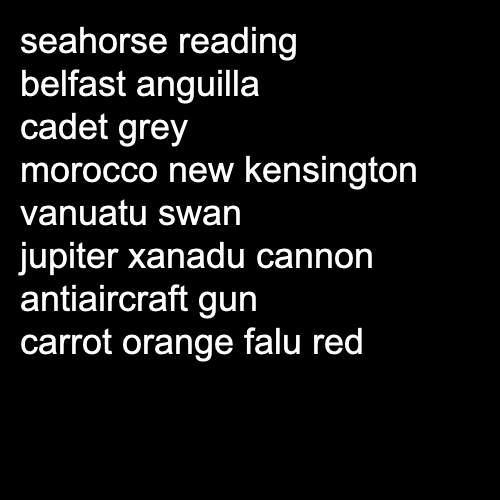 seahorse reading
belfast anguilla
cadet grey
morocco new kensington
vanuatu swan
jupiter xanadu cannon
antiaircraft gun
carrot orange falu red